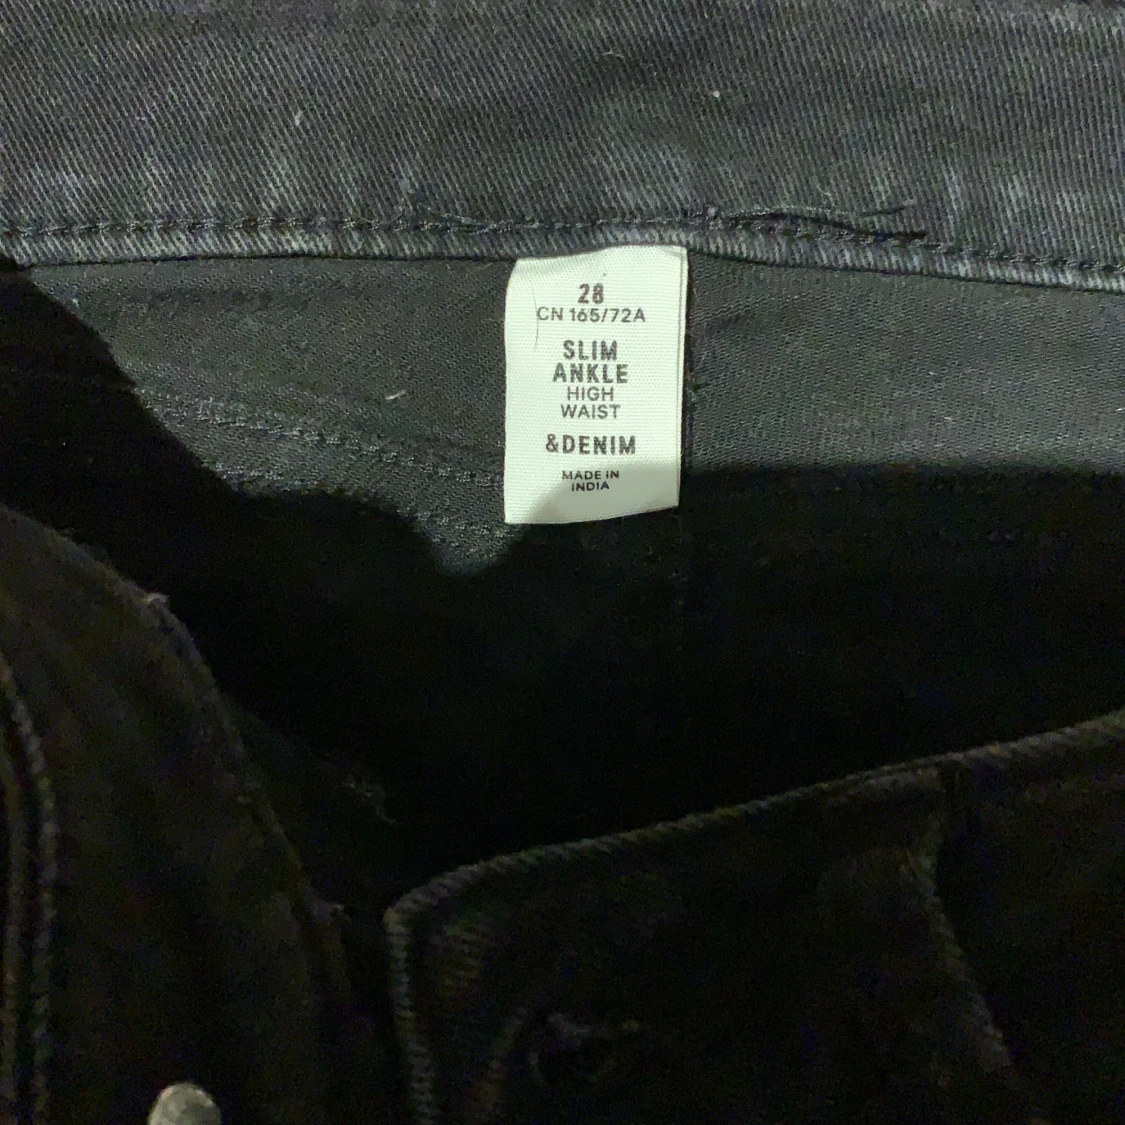 28
CN 165/72A
SLIM
ANKLE
HIGH
WAIST
&DENIM
MADE IN
INDIA